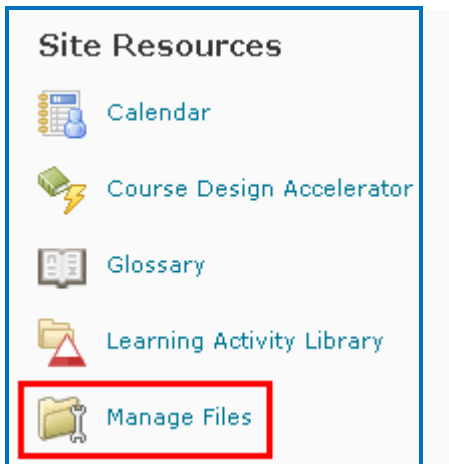 Site Resources
Calendar
Course Design Accelerator
Glossary
Learning Activity Library
Manage Files